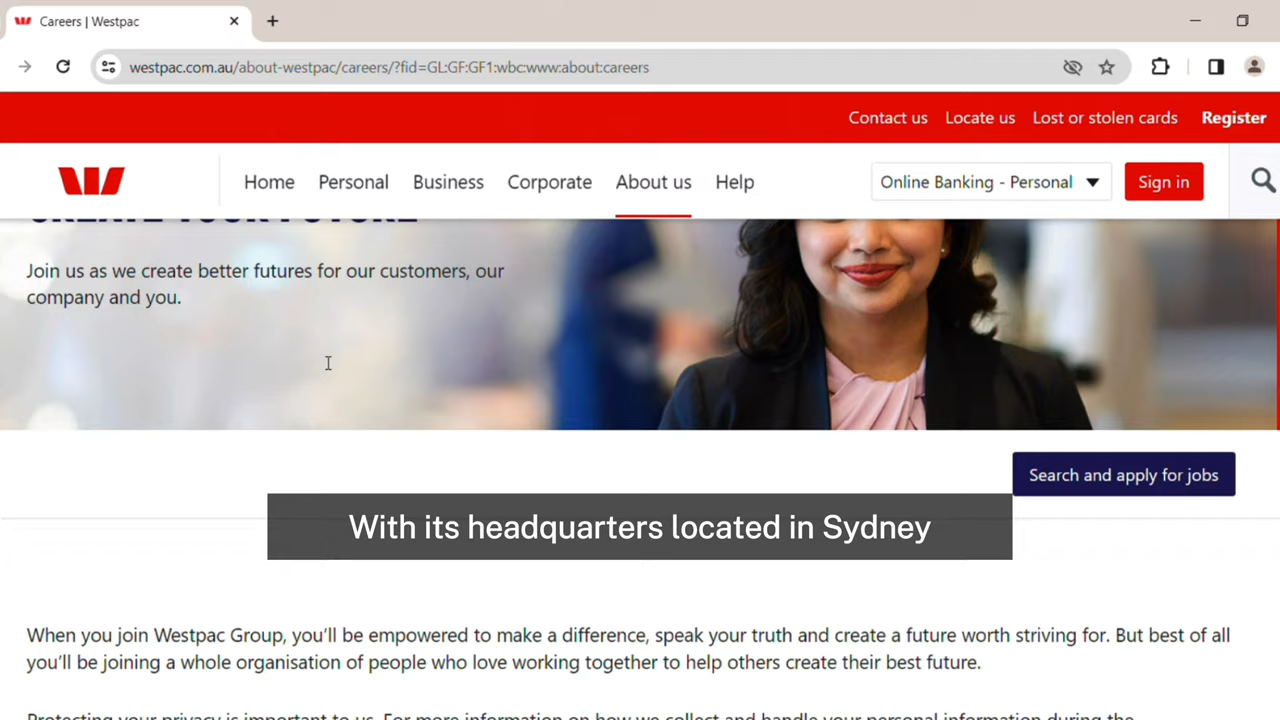 Careers | Westpac
westpac.com.au/about-westpac/careers/?fid=GL:GF:GF1:wbc:www:about:careers
Contact us Locate us Lost or stolen cards Register
Home Personal Business Corporate About us Help Online Banking - Personal Sign in
CREATE YOUR FUTURE
Join us as we create better futures for our customers, our
company and you.
Search and apply for jobs
With its headquarters located in Sydney
When you join Westpac Group, you'll be empowered to make a difference, speak your truth and create a future worth striving for. But best of all
you'll be joining a whole organisation of people who love working together to help others create their best future.
Protecting your privacy is important to us. For more information on how we collect and handle your personal information during the